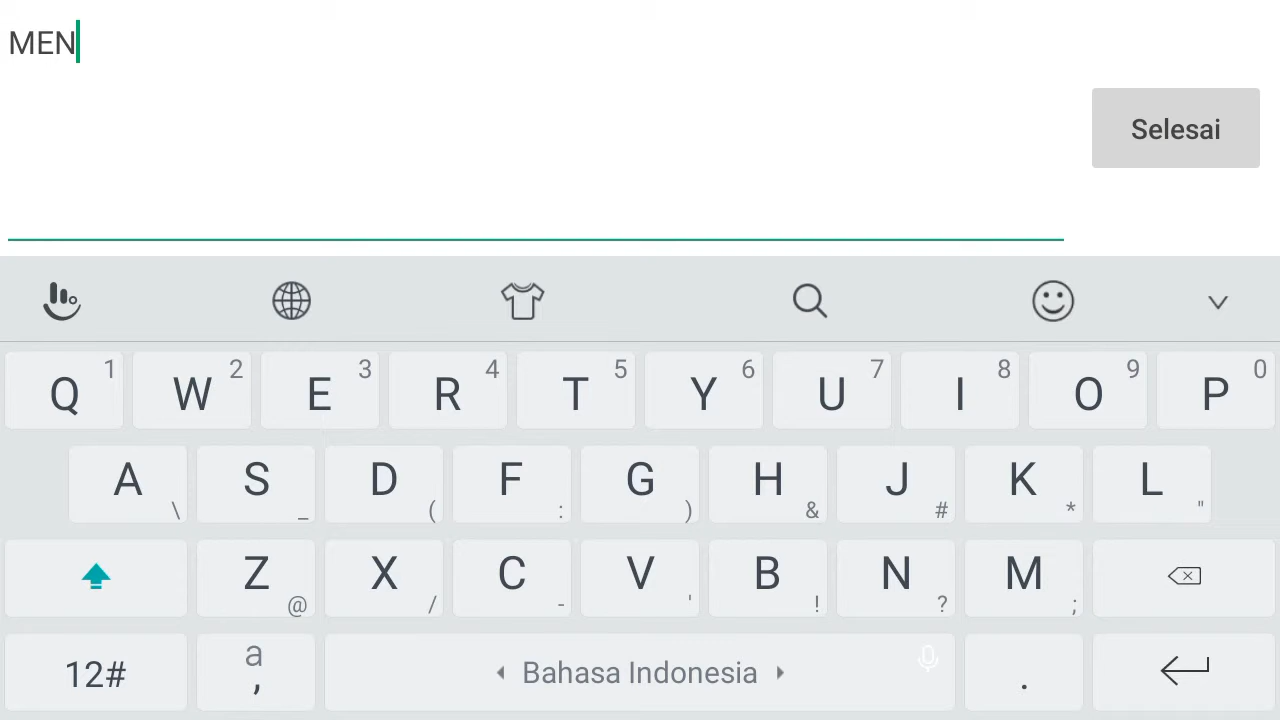 MEN
Selesai
Q 1 W 2 E 3 R 4 T 5 Y 6 U 7 I 8 O 9 P 0
A \ S _ D ( F : G ) H & J # K * L "
Z @ X / C - V ' B ! N ? M ;
12# a , Bahasa Indonesia .